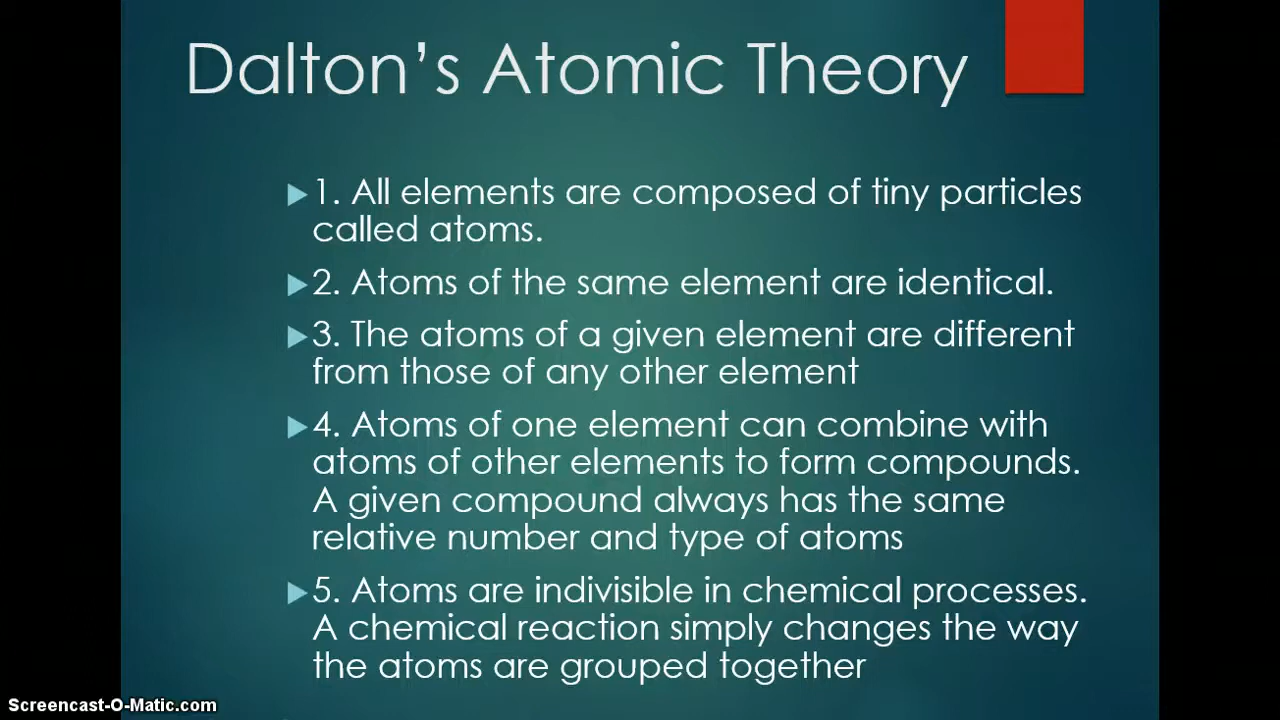 Dalton’s Atomic Theory
1. All elements are composed of tiny particles
called atoms.
2. Atoms of the same element are identical.
3. The atoms of a given element are different
from those of any other element
4. Atoms of one element can combine with
atoms of other elements to form compounds.
A given compound always has the same
relative number and type of atoms
5. Atoms are indivisible in chemical processes.
A chemical reaction simply changes the way
the atoms are grouped together
Screencast-O-Matic.com